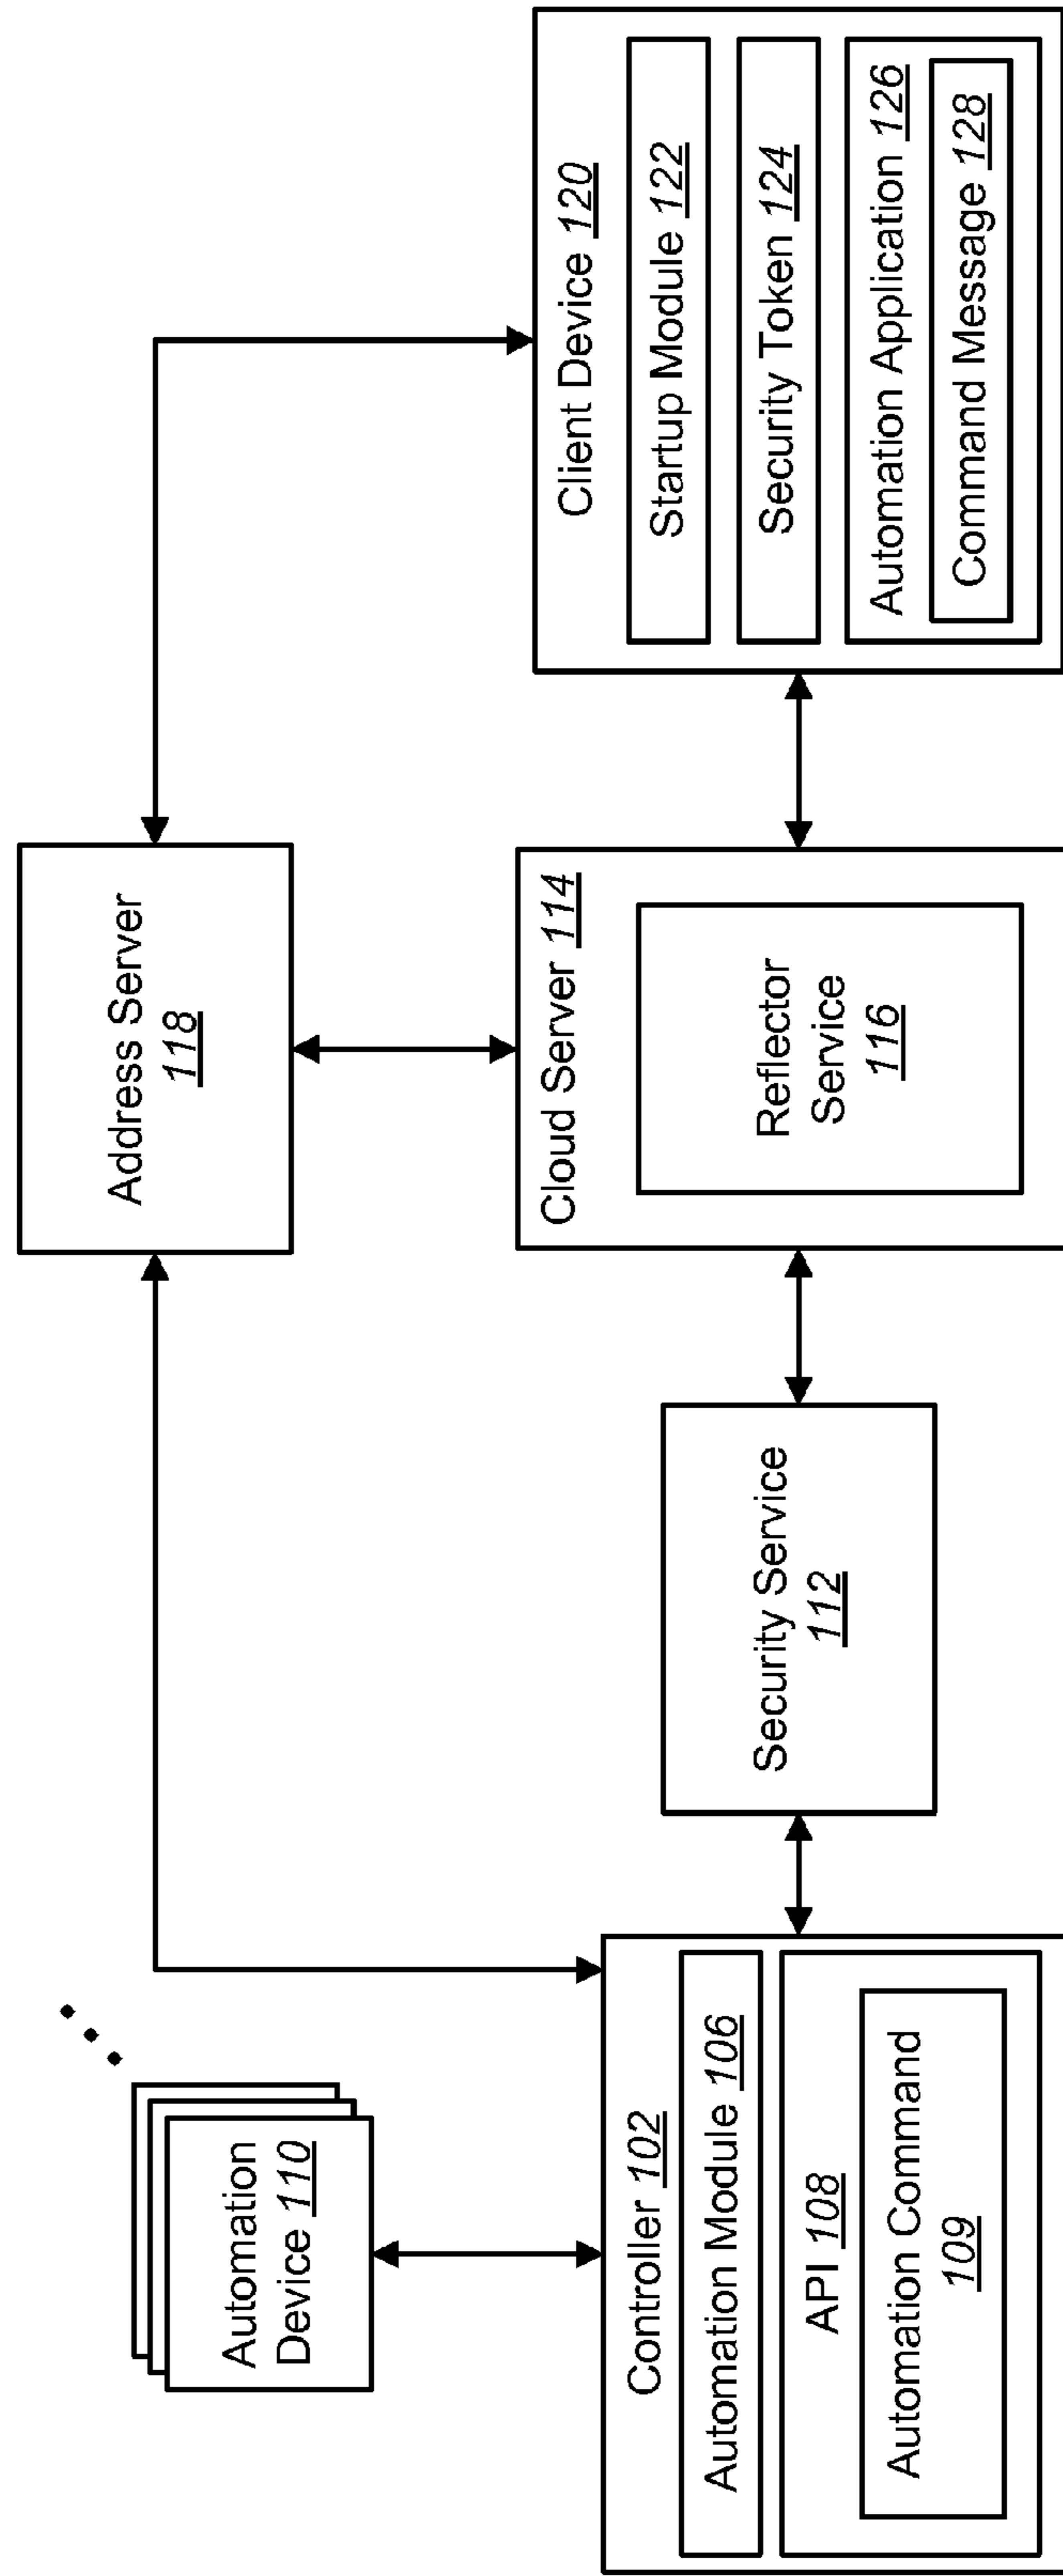 Automation
Device 110
Controller 102
Automation Module 106
API 108
Automation Command
109
Security Service
112
Address Server
118
Cloud Server 114
Reflector
Service
116
Client Device 120
Startup Module 122
Security Token 124
Automation Application 126
Command Message 128